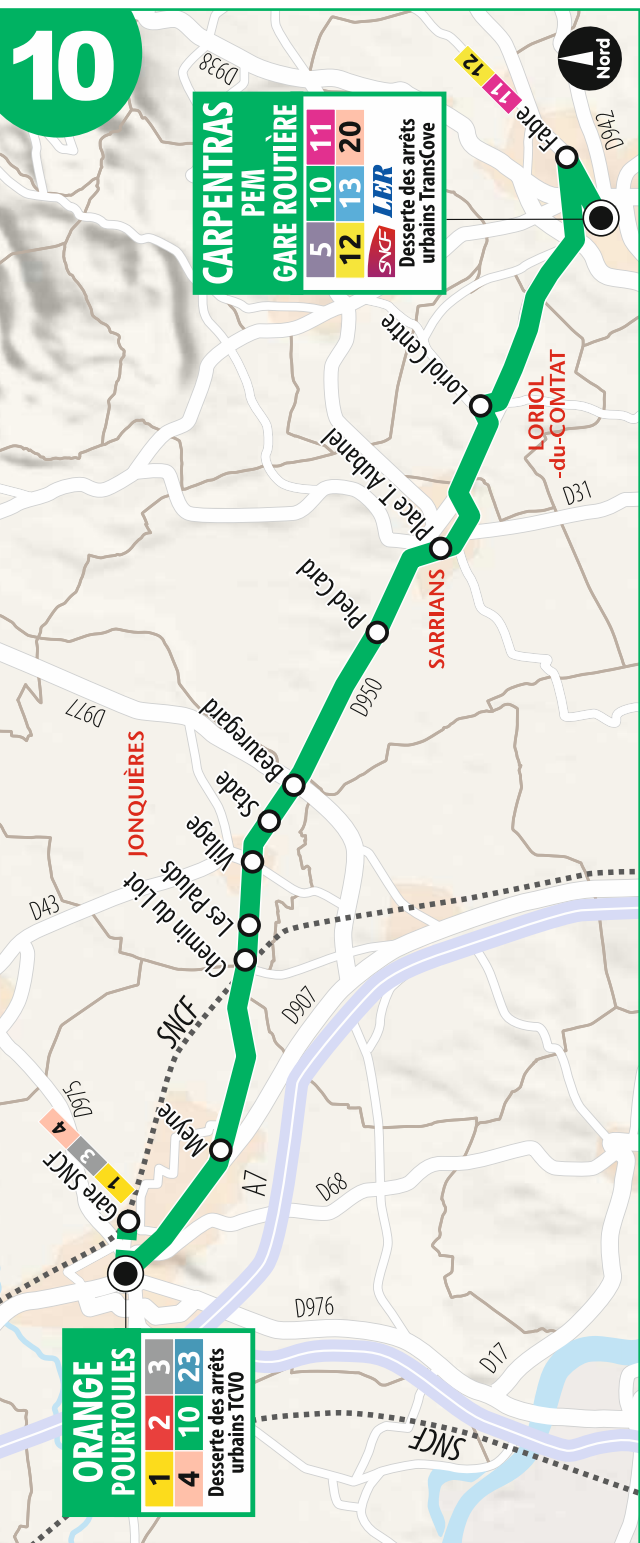 10
ORANGE
POURTOULES
1 2 3
4 10 23
Desserte des arrêts
urbains TCVO
Gare SNCF
1 3 4
Meyne
Chemin du Liot
Les Paluds
Village
Stade
Beauregard
Pied Card
Place T. Aubanel
Loriol Centre
Fabre
11 12
CARPENTRAS
PEM
GARE ROUTIÈRE
5 10 11
12 13 20
SNCF LER
Desserte des arrêts
urbains TransCove
JONQUIÈRES
SARRIANS
LORIOL
-du-COMTAT
D975
D43
D977
D938
D942
D31
D950
D907
A7
D68
D976
D17
SNCF
SNCF
Nord